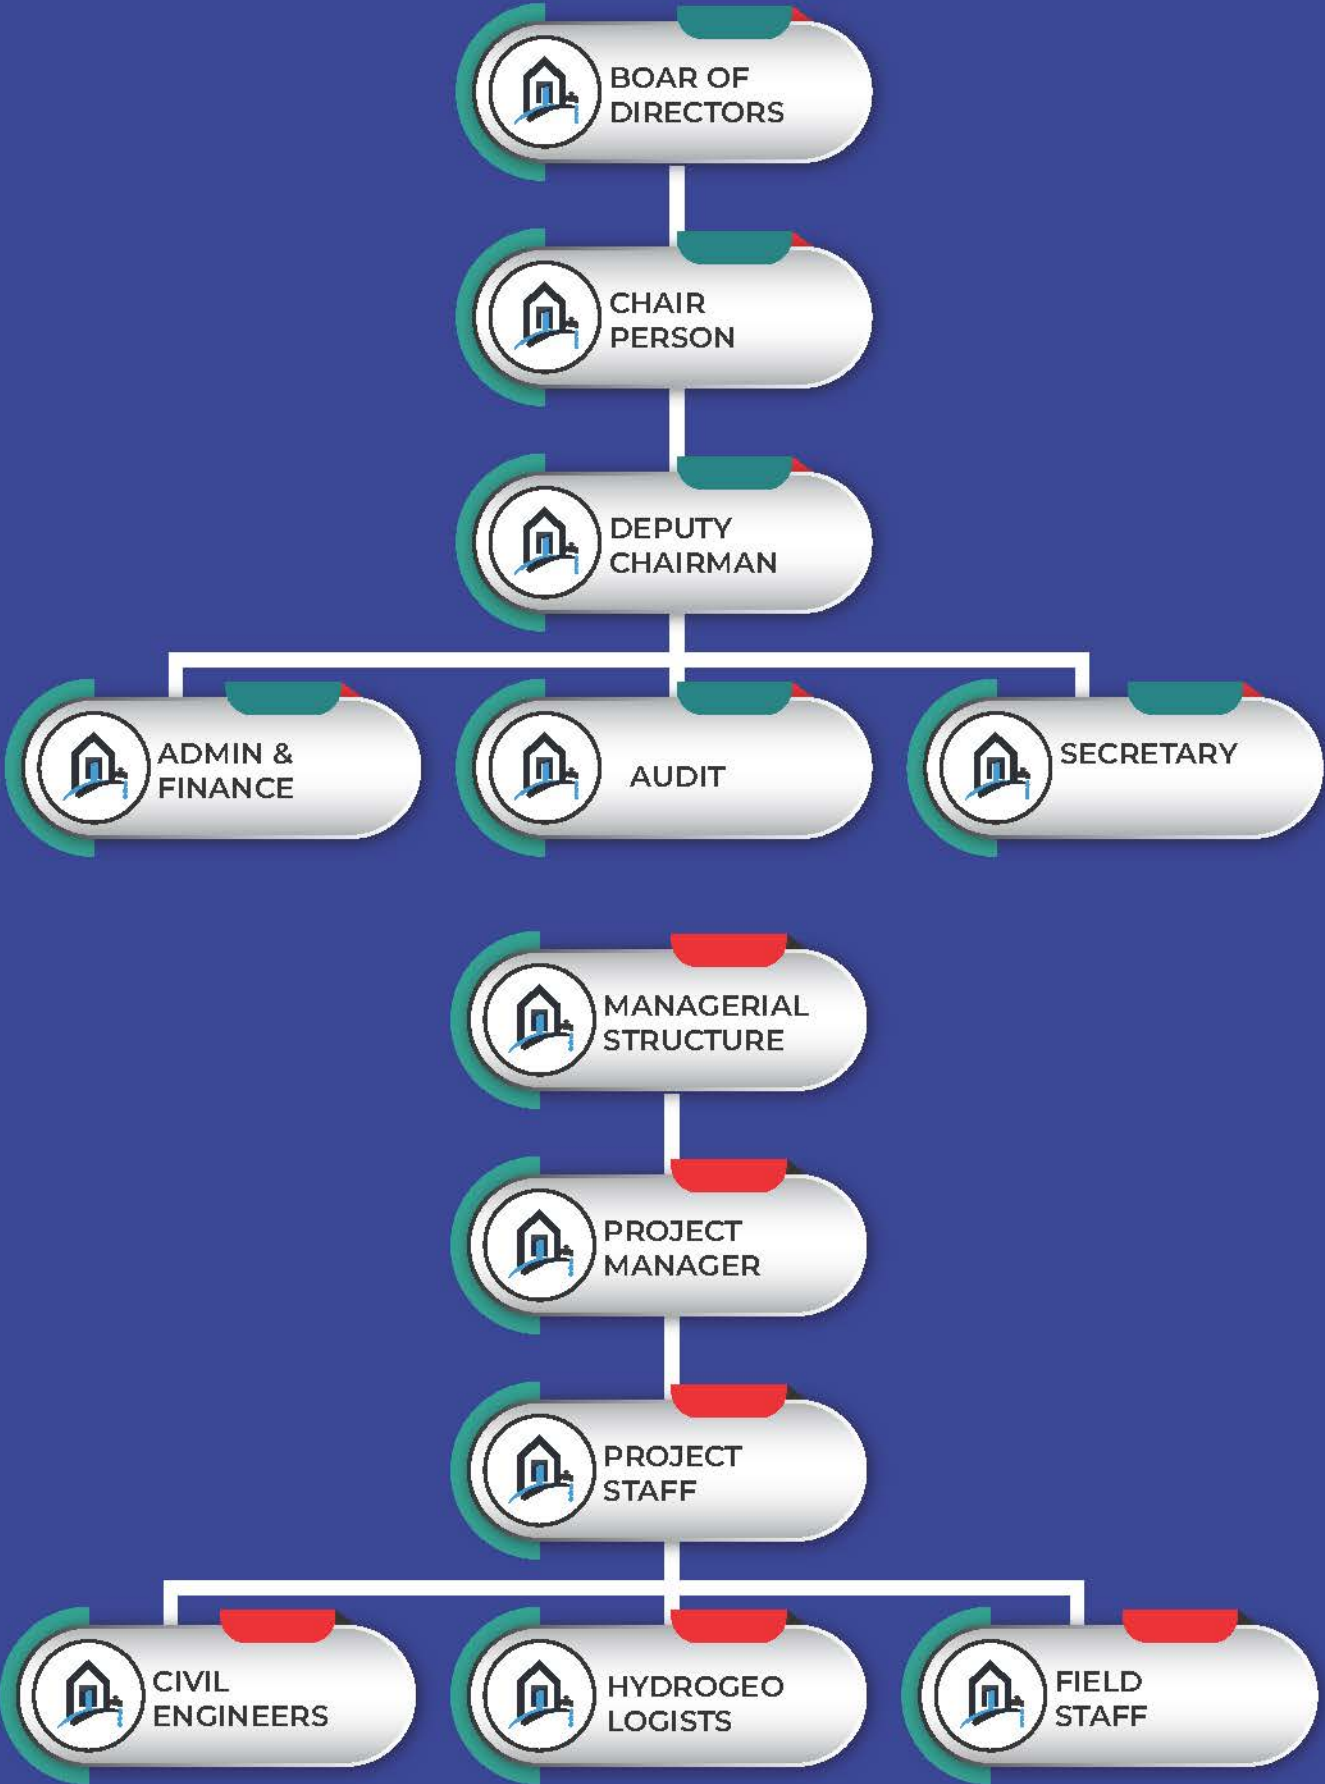 BOAR OF
DIRECTORS
CHAIR
PERSON
DEPUTY
CHAIRMAN
ADMIN &
FINANCE
AUDIT
SECRETARY
MANAGERIAL
STRUCTURE
PROJECT
MANAGER
PROJECT
STAFF
CIVIL
ENGINEERS
HYDROGEO
LOGISTS
FIELD
STAFF